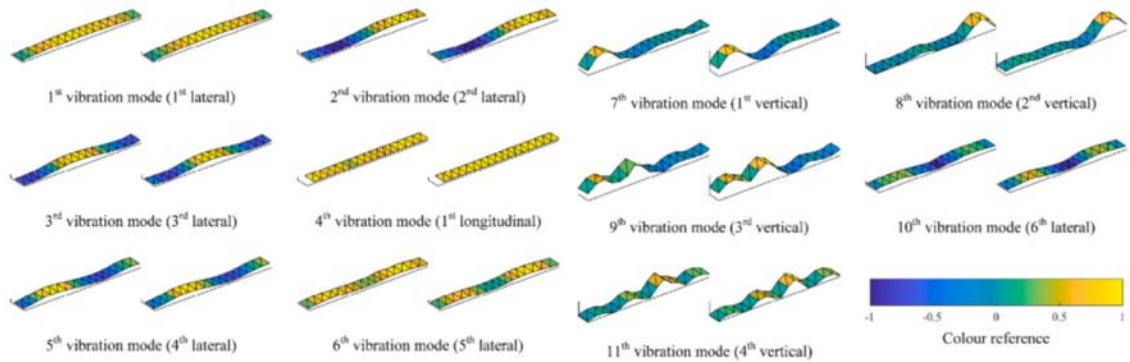 1st vibration mode (1st lateral)
2nd vibration mode (2nd lateral)
7th vibration mode (1st vertical)
8th vibration mode (2nd vertical)
3rd vibration mode (3rd lateral)
4th vibration mode (1st longitudinal)
9th vibration mode (3rd vertical)
10th vibration mode (6th lateral)
5th vibration mode (4th lateral)
6th vibration mode (5th lateral)
11th vibration mode (4th vertical)
-1 -0.5 0 0.5 1
Colour reference